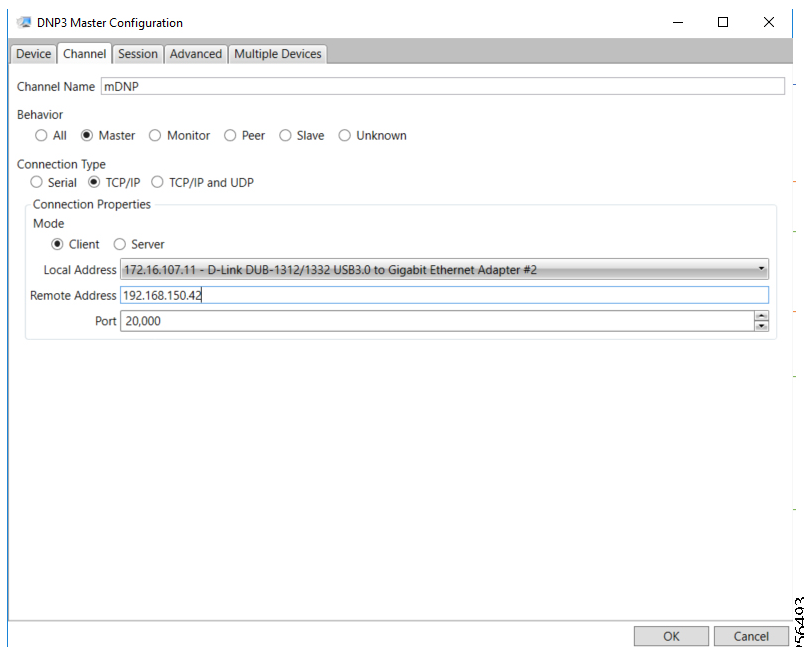 DNP3 Master Configuration
Device Channel Session Advanced Multiple Devices
Channel Name mDNP
Behavior
All Master Monitor Peer Slave Unknown
Connection Type
Serial TCP/IP TCP/IP and UDP
Connection Properties
Mode
Client Server
Local Address 172.16.107.11 - D-Link DUB-1312/1332 USB3.0 to Gigabit Ethernet Adapter #2
Remote Address 192.168.150.42
Port 20,000
OK Cancel